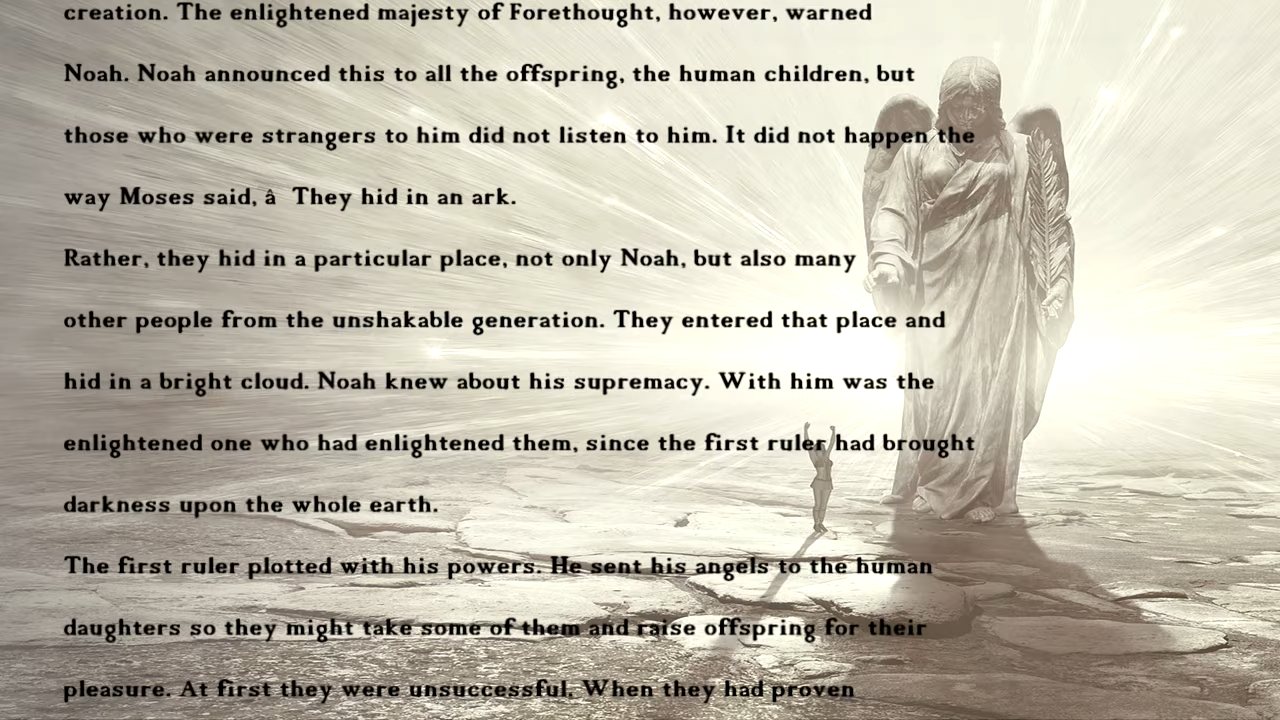 creation. The enlightened majesty of Forethought, however, warned
Noah. Noah announced this to all the offspring, the human children, but
those who were strangers to him did not listen to him. It did not happen the
way Moses said, â  They hid in an ark.
Rather, they hid in a particular place, not only Noah, but also many
other people from the unshakable generation. They entered that place and
hid in a bright cloud. Noah knew about his supremacy. With him was the
enlightened one who had enlightened them, since the first ruler had brought
darkness upon the whole earth.
The first ruler plotted with his powers. He sent his angels to the human
daughters so they might take some of them and raise offspring for their
pleasure. At first they were unsuccessful. When they had proven